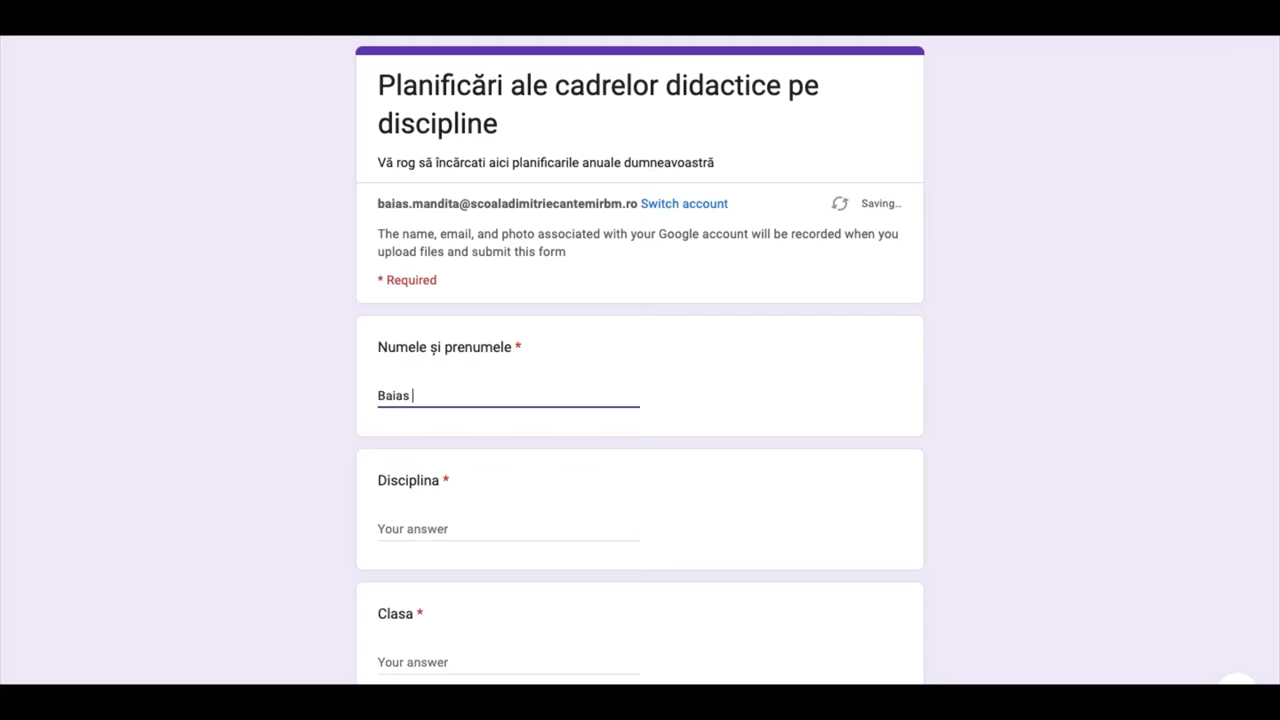 Planificări ale cadrelor didactice pe
discipline
Vă rog să încărcati aici planificarile anuale dumneavoastră
baias.mandita@scoaladimitriecantemirbm.ro Switch account
Saving...
The name, email, and photo associated with your Google account will be recorded when you
upload files and submit this form
* Required
Numele și prenumele *
Baias
Disciplina *
Your answer
Clasa *
Your answer